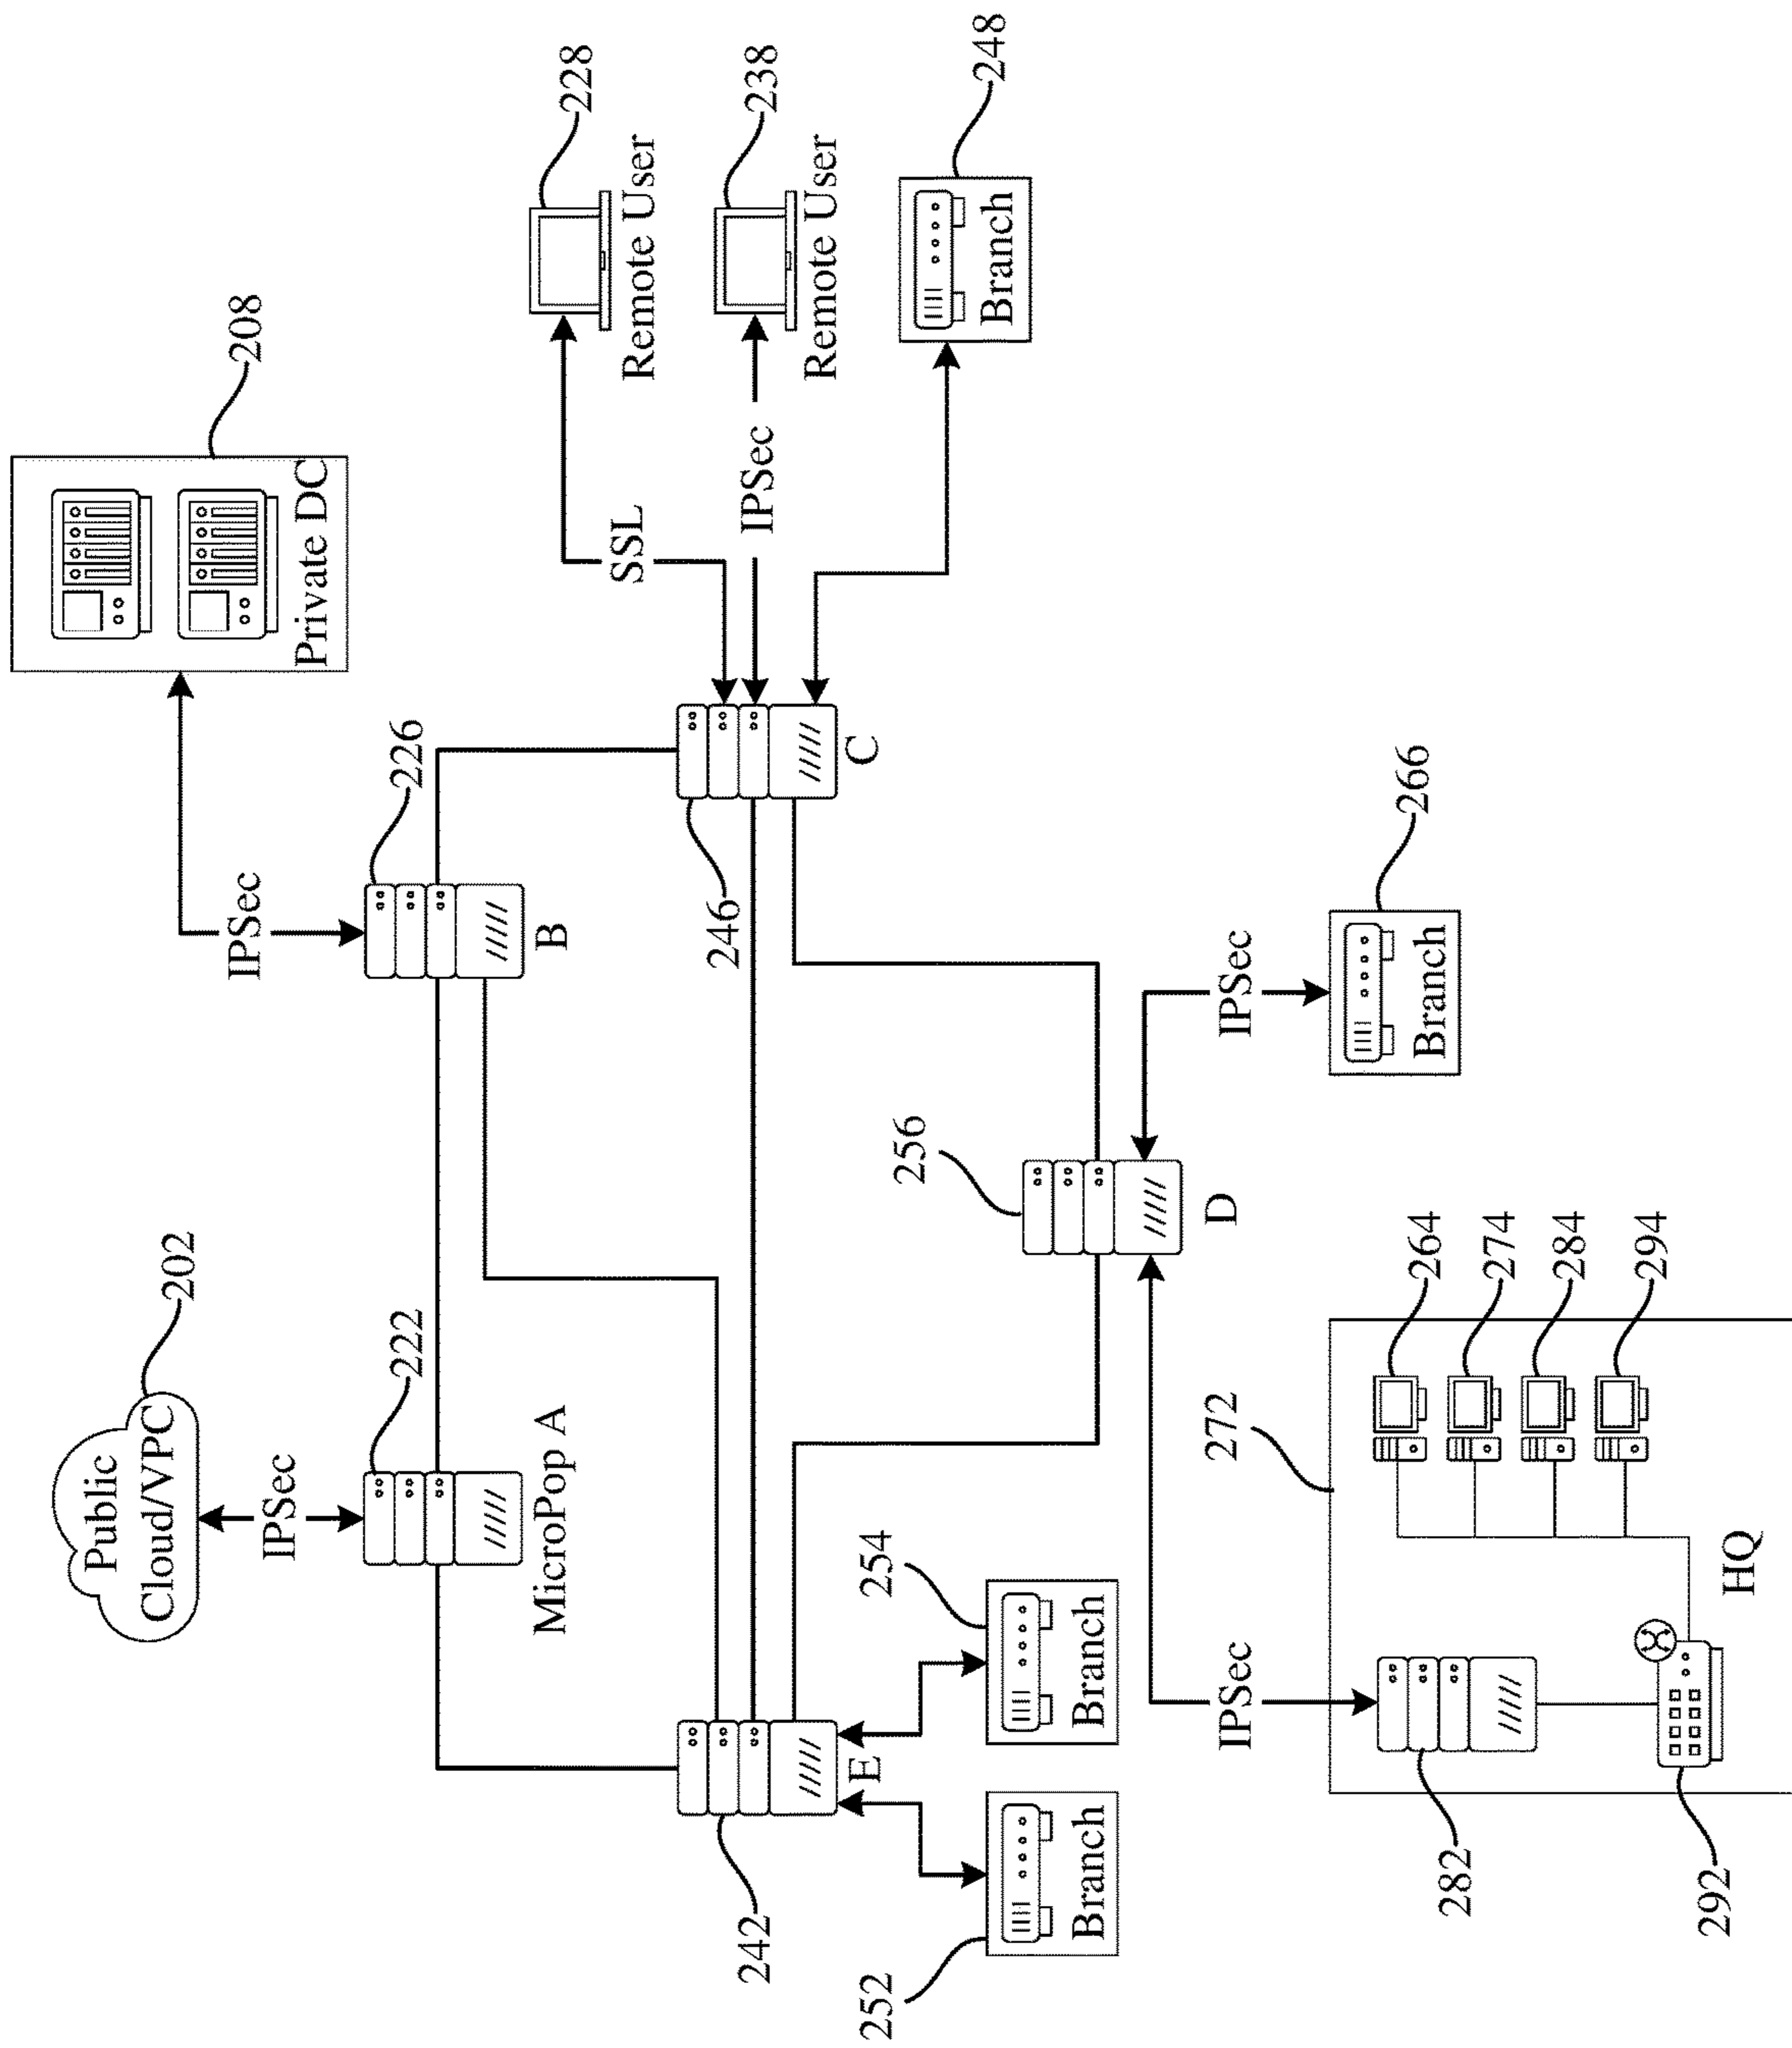 202
Public
Cloud/VPC
IPSec
222
MicroPop A
208
Private DC
IPSec
226
B
228
Remote User
SSL
238
Remote User
IPSec
248
Branch
246
C
242
E
252
Branch
254
Branch
256
D
IPSec
266
Branch
IPSec
272
282
292
264
274
284
294
HQ